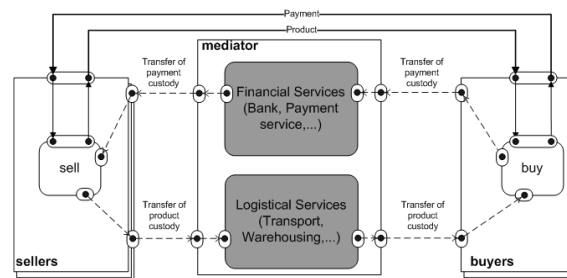 Payment
Product
mediator
Transfer of
payment
custody
Financial Services
(Bank, Payment
service,...)
Transfer of
payment
custody
sell
buy
Transfer of
product
custody
Logistical Services
(Transport,
Warehousing,...)
Transfer of
product
custody
sellers
buyers